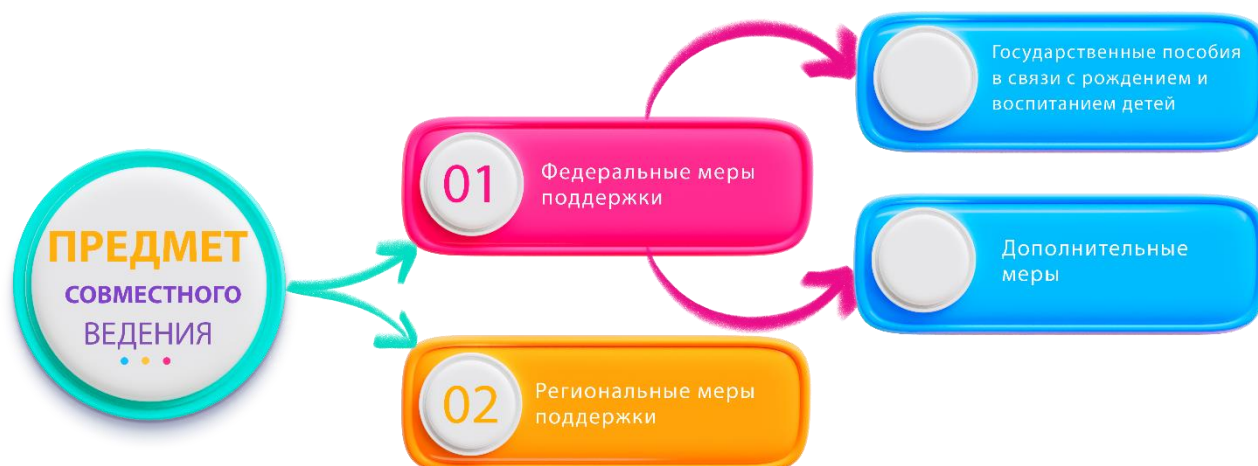 ПРЕДМЕТ
СОВМЕСТНОГО
ВЕДЕНИЯ
01
Федеральные меры
поддержки
Государственные пособия
в связи с рождением и
воспитанием детей
Дополнительные
меры
02
Региональные меры
поддержки